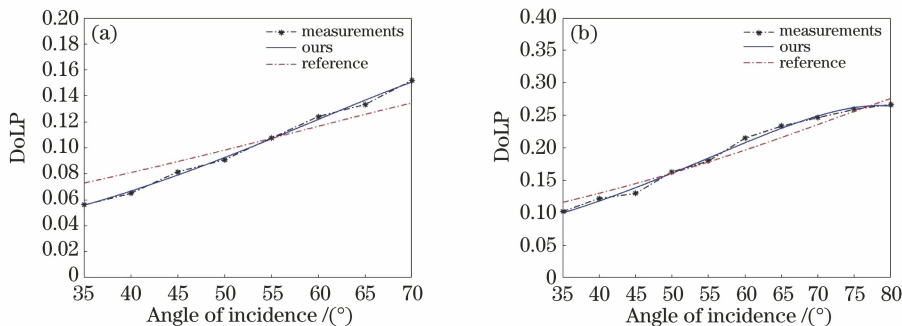 (a)
measurements
ours
reference
0.20
0.18
0.16
0.14
0.12
0.10
0.08
0.06
0.04
0.02
0
DoLP
35 40 45 50 55 60 65 70
Angle of incidence /(°)
(b)
measurements
ours
reference
0.40
0.35
0.30
0.25
0.20
0.15
0.10
0.05
0
DoLP
35 40 45 50 55 60 65 70 75 80
Angle of incidence /(°)